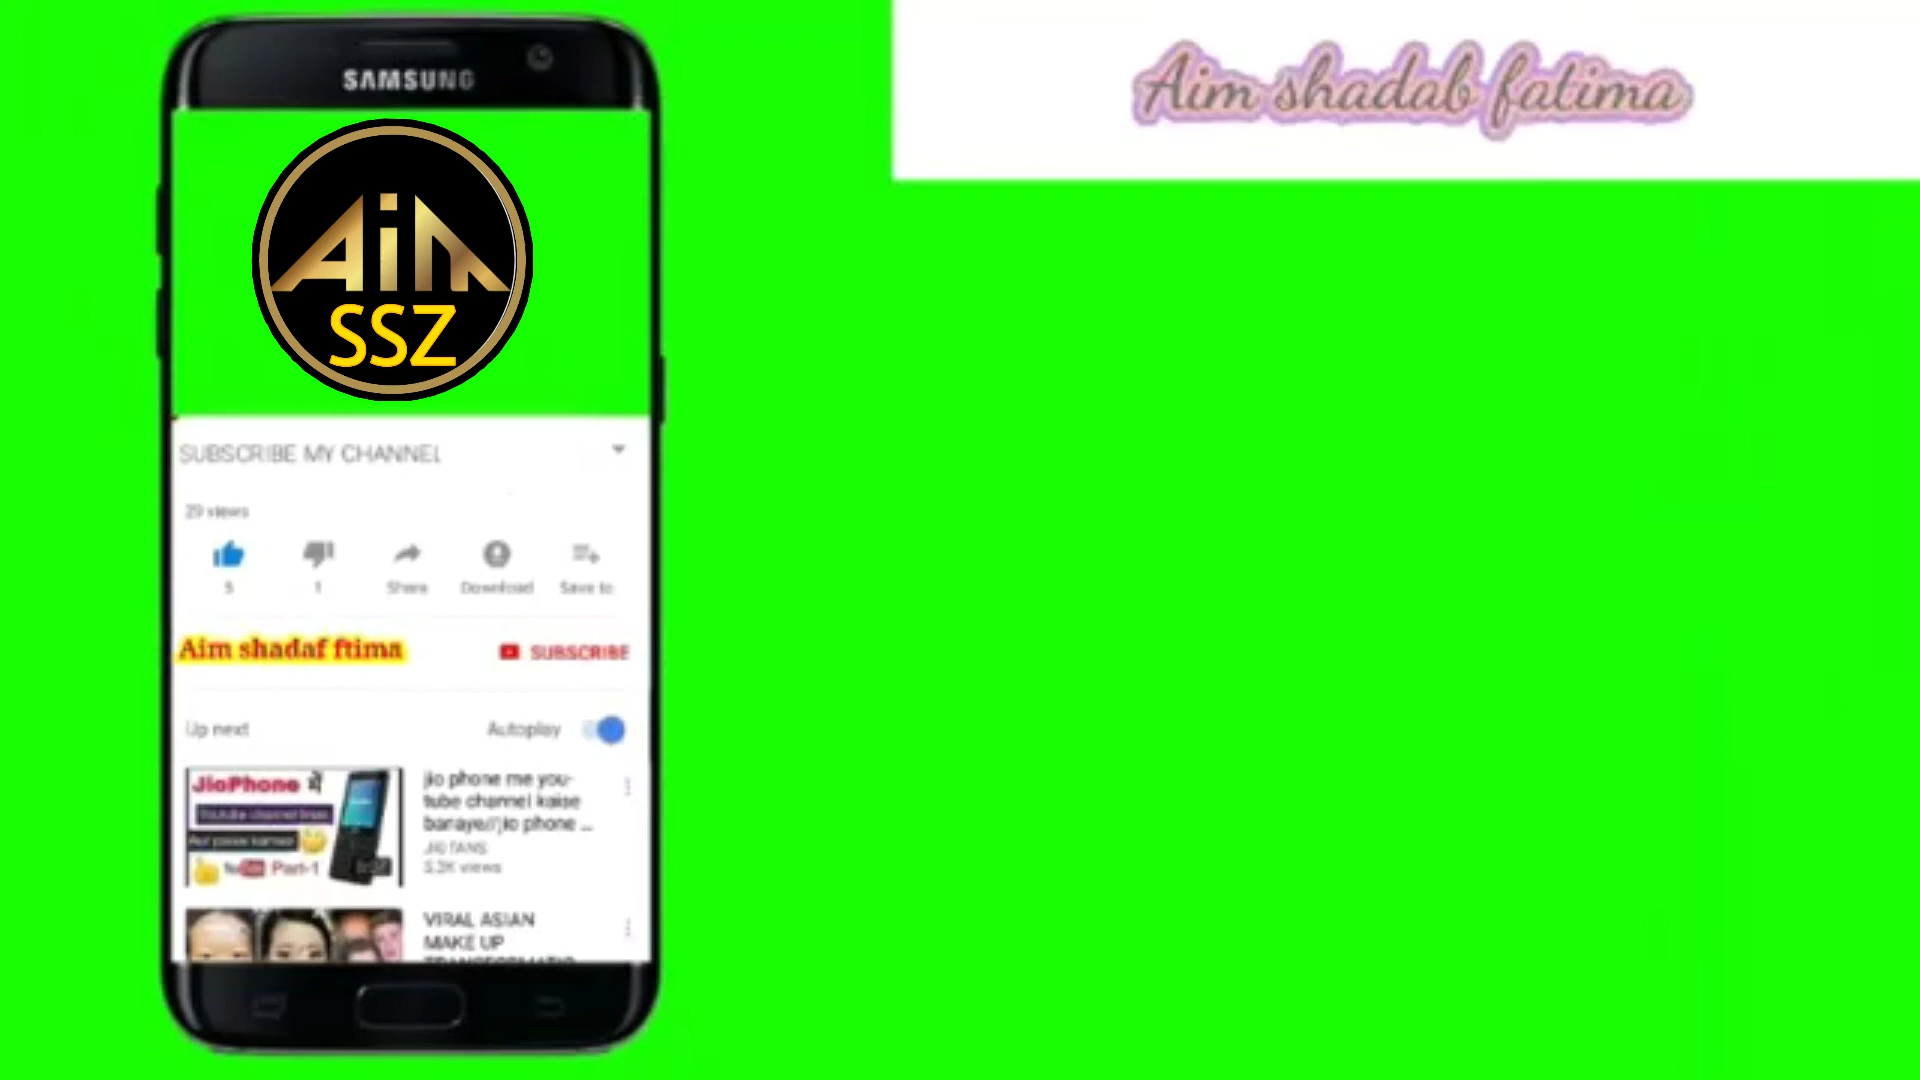 SAMSUNG
Aim shadab fatima
AiM
SSZ
SUBSCRIBE MY CHANNEL
29 views
5
1
Share
Download
Save to
Aim shadaf ftima
SUBSCRIBE
Up next
Autoplay
JioPhone में
Part-1
jio phone me you-
tube channel kaise
banaye//jio phone ...
JIO FANS
5.2K views
VIRAL ASIAN
MAKE UP